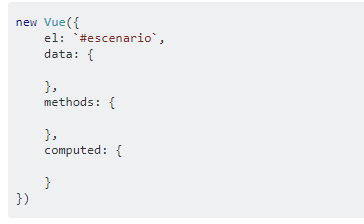 new Vue({
    el: `#escenario`,
    data: {

    },
    methods: {

    },
    computed: {

    }
})